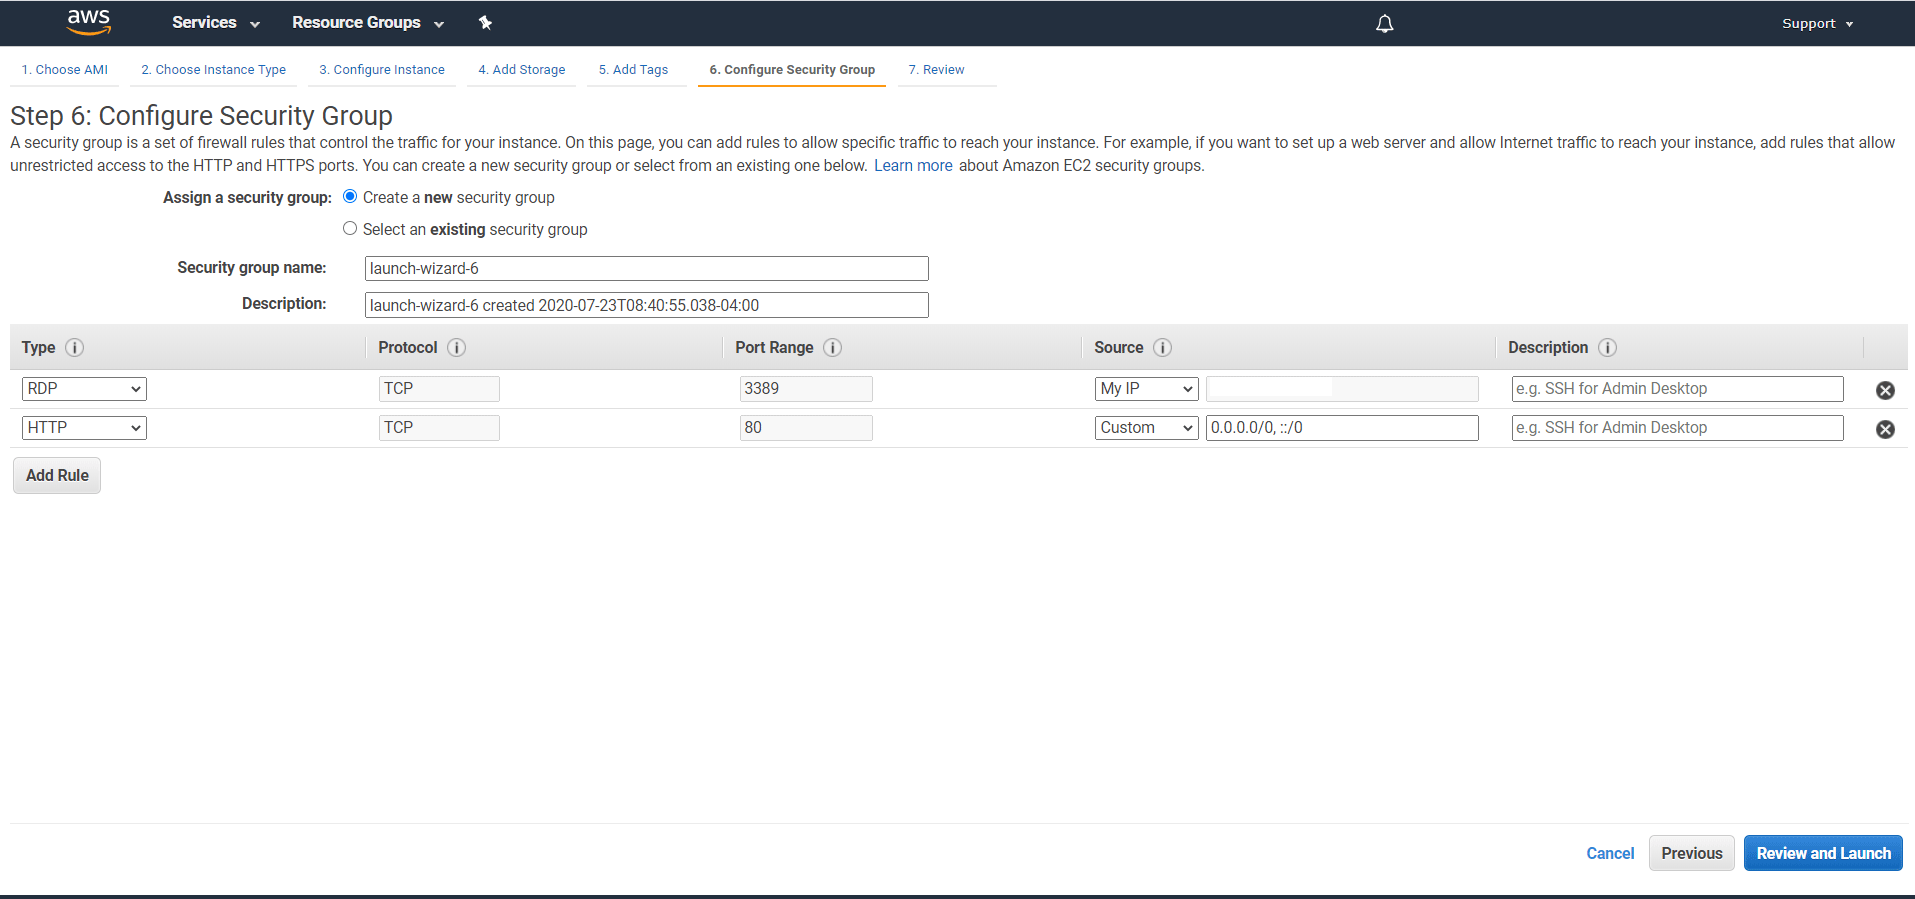 aws Services Resource Groups Support
1. Choose AMI 2. Choose Instance Type 3. Configure Instance 4. Add Storage 5. Add Tags 6. Configure Security Group 7. Review
Step 6: Configure Security Group
A security group is a set of firewall rules that control the traffic for your instance. On this page, you can add rules to allow specific traffic to reach your instance. For example, if you want to set up a web server and allow Internet traffic to reach your instance, add rules that allow
unrestricted access to the HTTP and HTTPS ports. You can create a new security group or select from an existing one below. Learn more about Amazon EC2 security groups.
Assign a security group: Create a new security group
Select an existing security group
Security group name: launch-wizard-6
Description: launch-wizard-6 created 2020-07-23T08:40:55.038-04:00
Type i Protocol i Port Range i Source i Description i
RDP TCP 3389 My IP e.g. SSH for Admin Desktop
HTTP TCP 80 Custom 0.0.0.0/0, ::/0 e.g. SSH for Admin Desktop
Add Rule
Cancel Previous Review and Launch